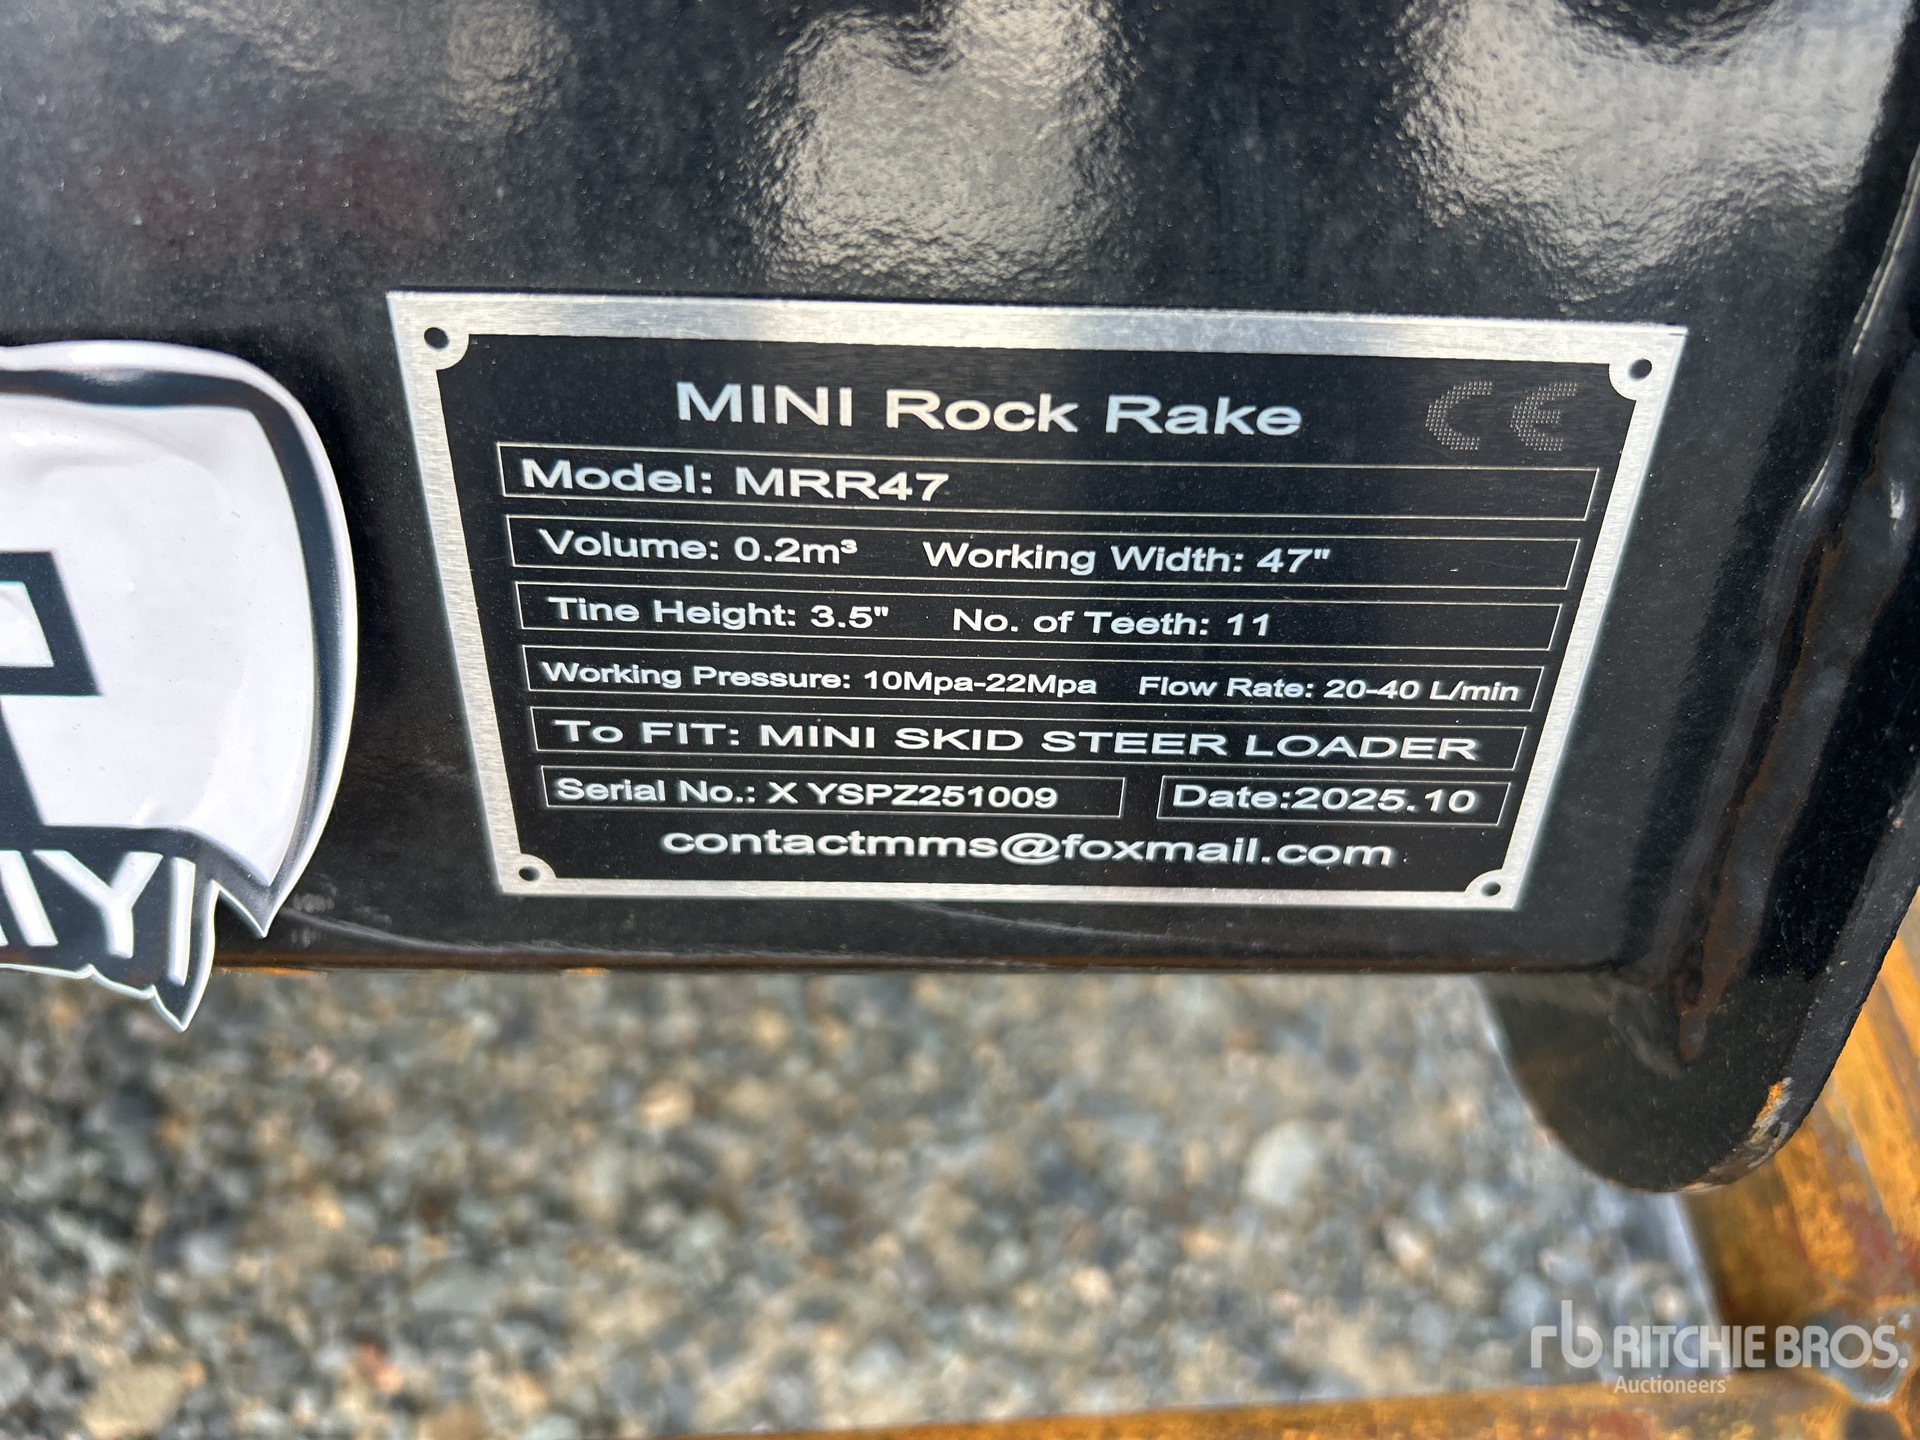 MINI Rock Rake CE
Model: MRR47
Volume: 0.2m³ Working Width: 47"
Tine Height: 3.5" No. of Teeth: 11
Working Pressure: 10Mpa-22Mpa Flow Rate: 20-40 L/min
To FIT: MINI SKID STEER LOADER
Serial No.: X YSPZ251009 Date:2025.10
contactmms@foxmail.com
rb RITCHIE BROS.
Auctioneers